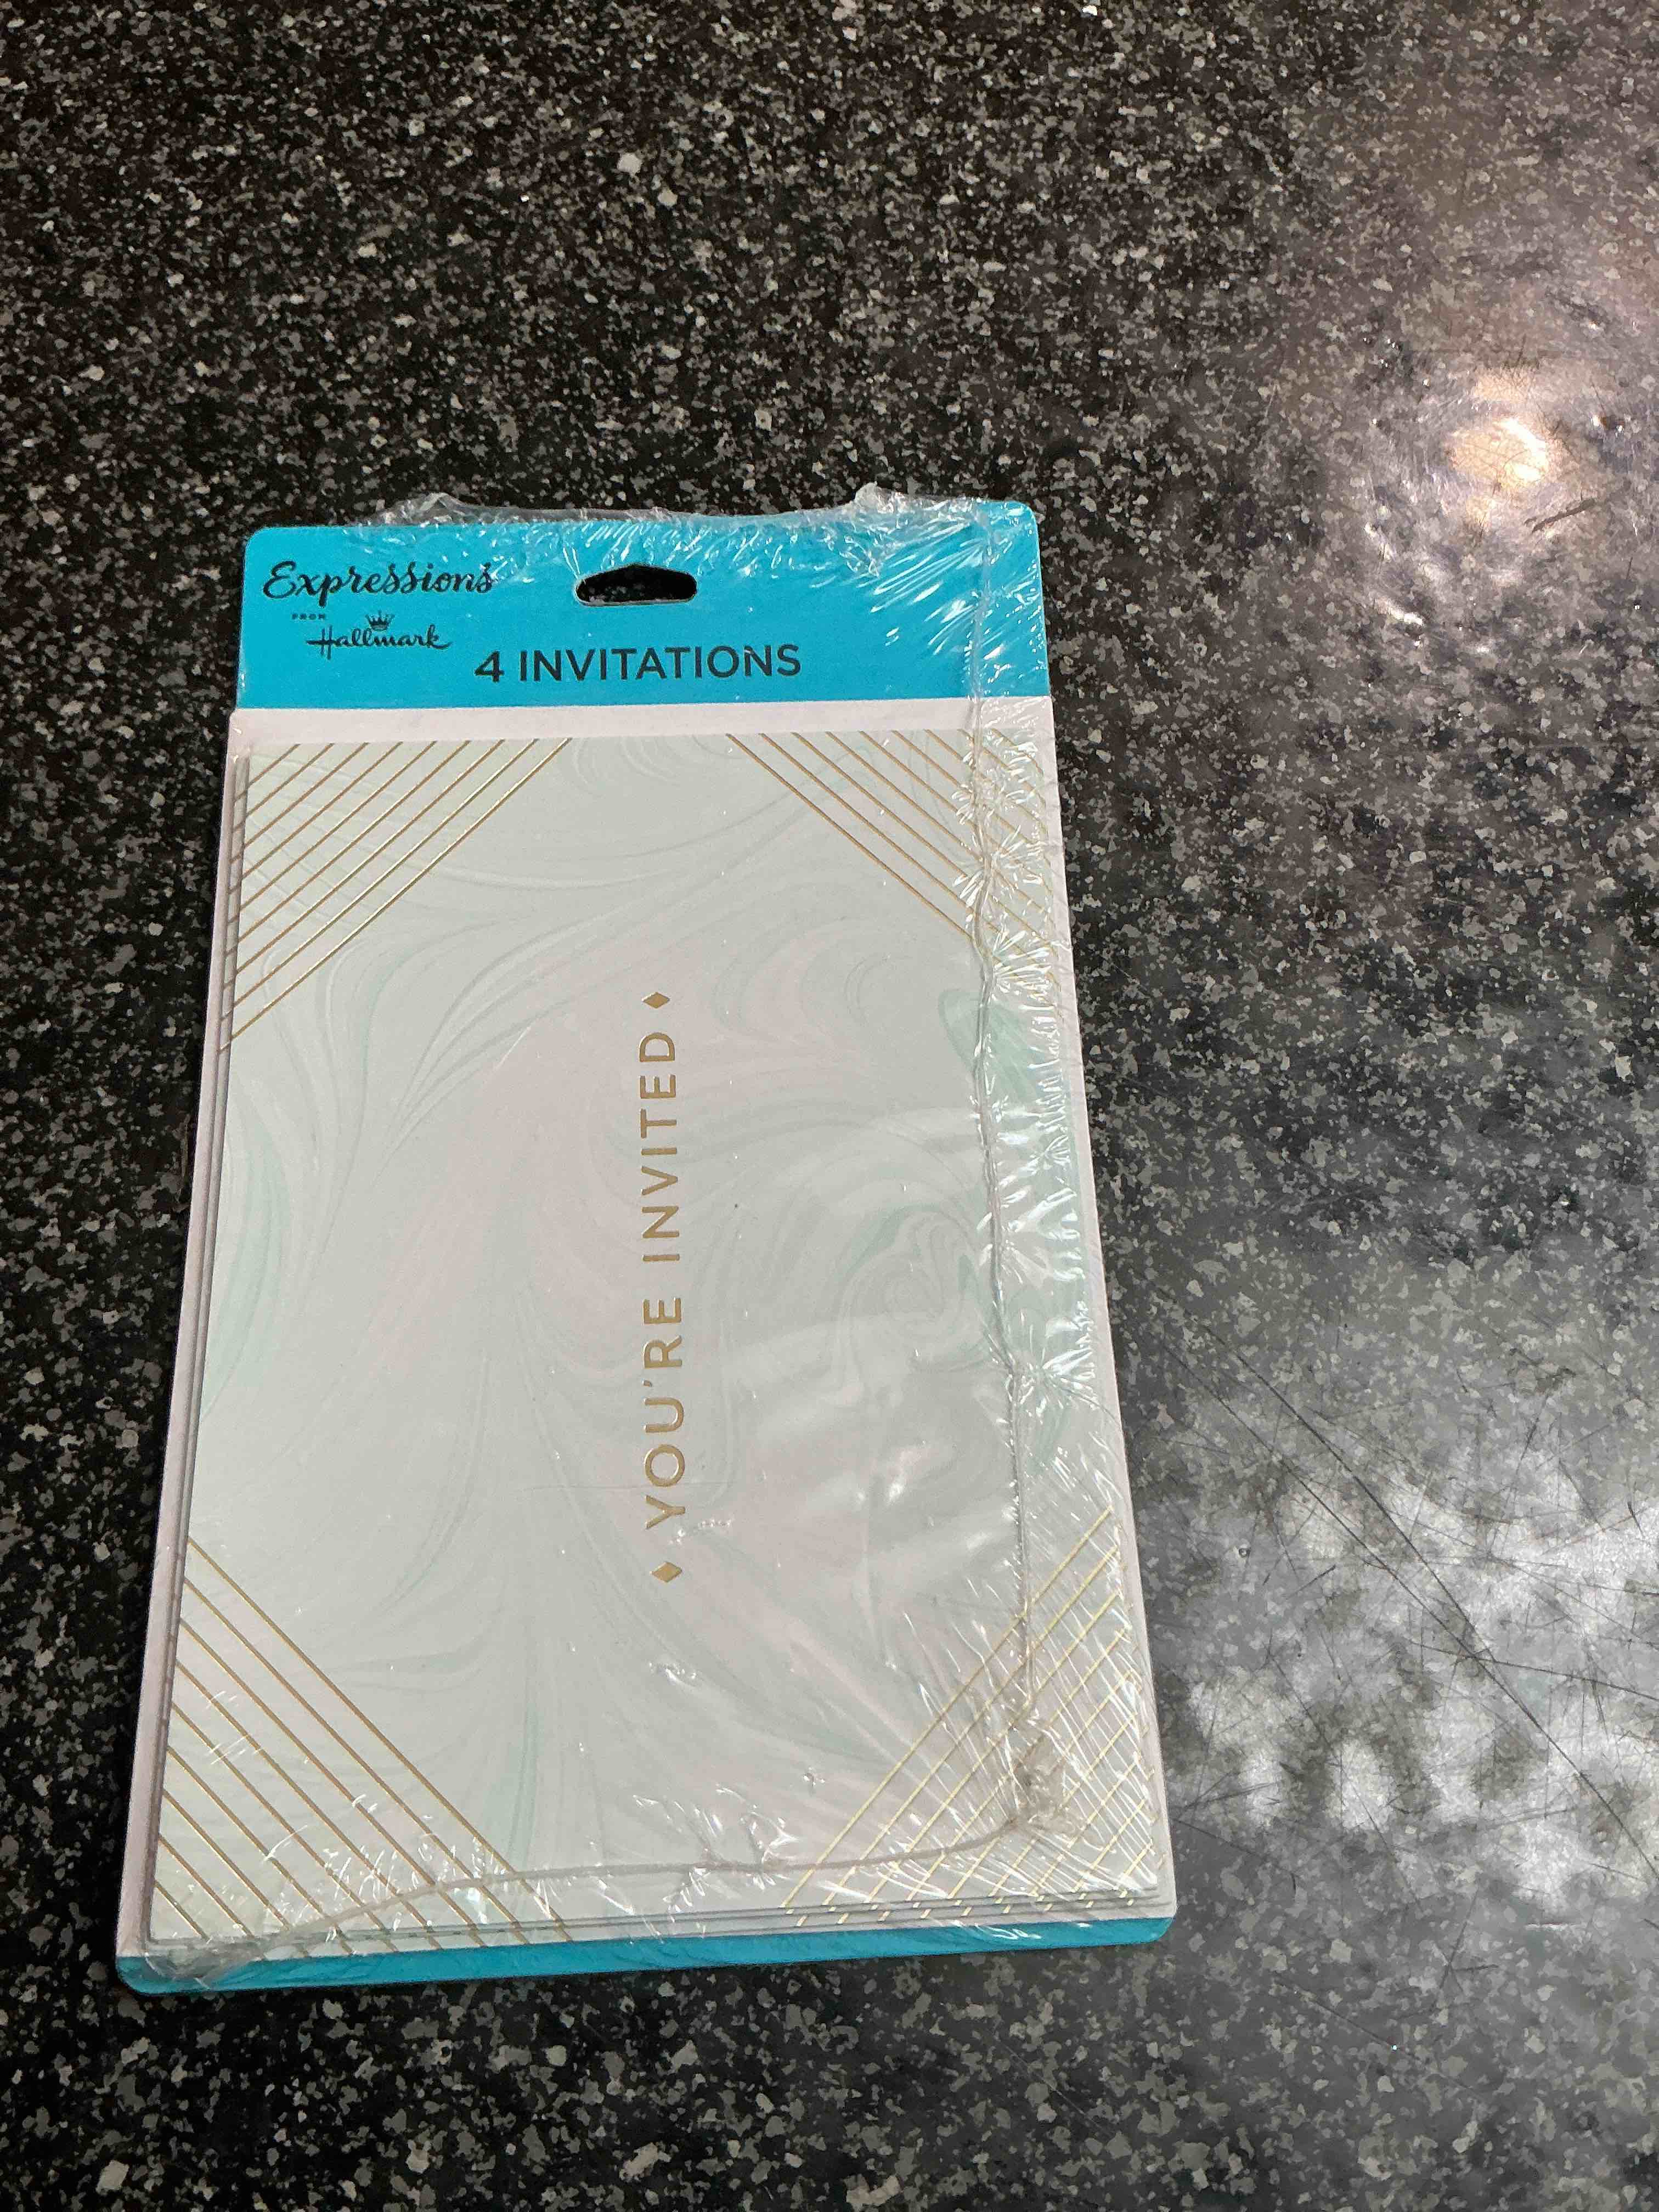 Expressions
FROM
Hallmark
4 INVITATIONS
YOU'RE INVITED